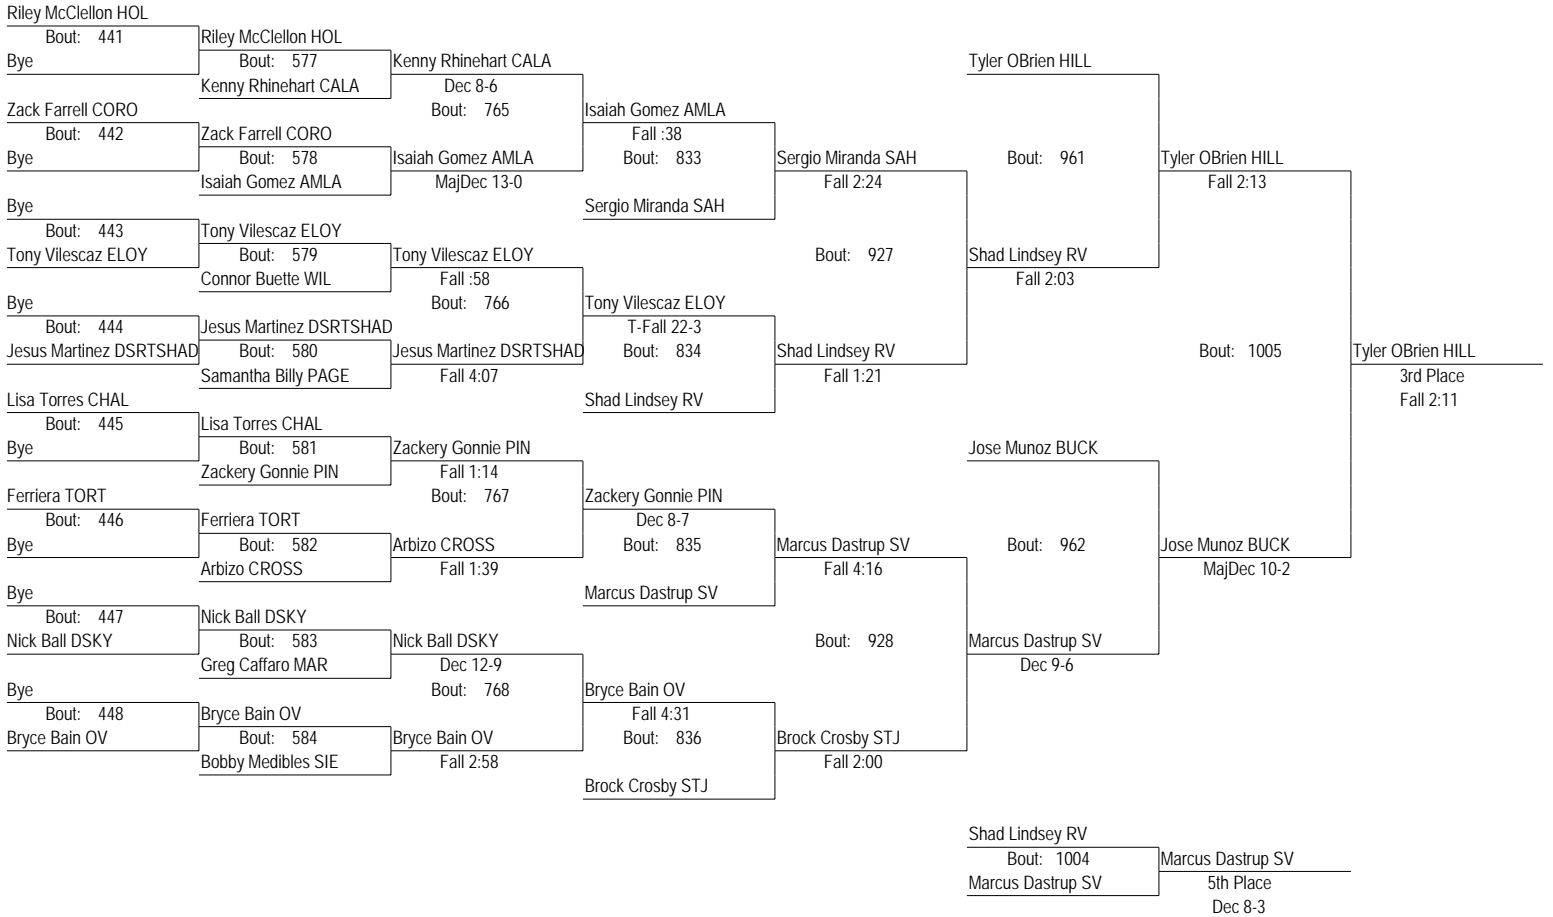 Riley McClellon HOL
Bout: 441
Bye
Zack Farrell CORO
Bout: 442
Bye
Bye
Bout: 443
Tony Vilescaz ELOY
Bye
Bout: 444
Jesus Martinez DSRTSHAD
Lisa Torres CHAL
Bout: 445
Bye
Ferriera TORT
Bout: 446
Bye
Bye
Bout: 447
Nick Ball DSKY
Bye
Bout: 448
Bryce Bain OV
Riley McClellon HOL
Bout: 577
Kenny Rhinehart CALA
Zack Farrell CORO
Bout: 578
Isaiah Gomez AMLA
Tony Vilescaz ELOY
Bout: 579
Connor Buette WIL
Jesus Martinez DSRTSHAD
Bout: 580
Samantha Billy PAGE
Lisa Torres CHAL
Bout: 581
Zackery Gonnie PIN
Ferriera TORT
Bout: 582
Arbizo CROSS
Nick Ball DSKY
Bout: 583
Greg Caffaro MAR
Bryce Bain OV
Bout: 584
Bobby Medibles SIE
Kenny Rhinehart CALA
Dec 8-6
Bout: 765
Isaiah Gomez AMLA
MajDec 13-0
Tony Vilescaz ELOY
Fall :58
Bout: 766
Jesus Martinez DSRTSHAD
Fall 4:07
Zackery Gonnie PIN
Fall 1:14
Bout: 767
Arbizo CROSS
Fall 1:39
Nick Ball DSKY
Dec 12-9
Bout: 768
Bryce Bain OV
Fall 2:58
Isaiah Gomez AMLA
Fall :38
Bout: 833
Sergio Miranda SAH
Tony Vilescaz ELOY
T-Fall 22-3
Bout: 834
Shad Lindsey RV
Zackery Gonnie PIN
Dec 8-7
Bout: 835
Marcus Dastrup SV
Bryce Bain OV
Fall 4:31
Bout: 836
Brock Crosby STJ
Sergio Miranda SAH
Fall 2:24
Bout: 927
Shad Lindsey RV
Fall 1:21
Marcus Dastrup SV
Fall 4:16
Bout: 928
Brock Crosby STJ
Fall 2:00
Tyler OBrien HILL
Bout: 961
Shad Lindsey RV
Fall 2:03
Jose Munoz BUCK
Bout: 962
Marcus Dastrup SV
Dec 9-6
Tyler OBrien HILL
Fall 2:13
Bout: 1005
Jose Munoz BUCK
MajDec 10-2
Tyler OBrien HILL
3rd Place
Fall 2:11
Shad Lindsey RV
Bout: 1004
Marcus Dastrup SV
Marcus Dastrup SV
5th Place
Dec 8-3